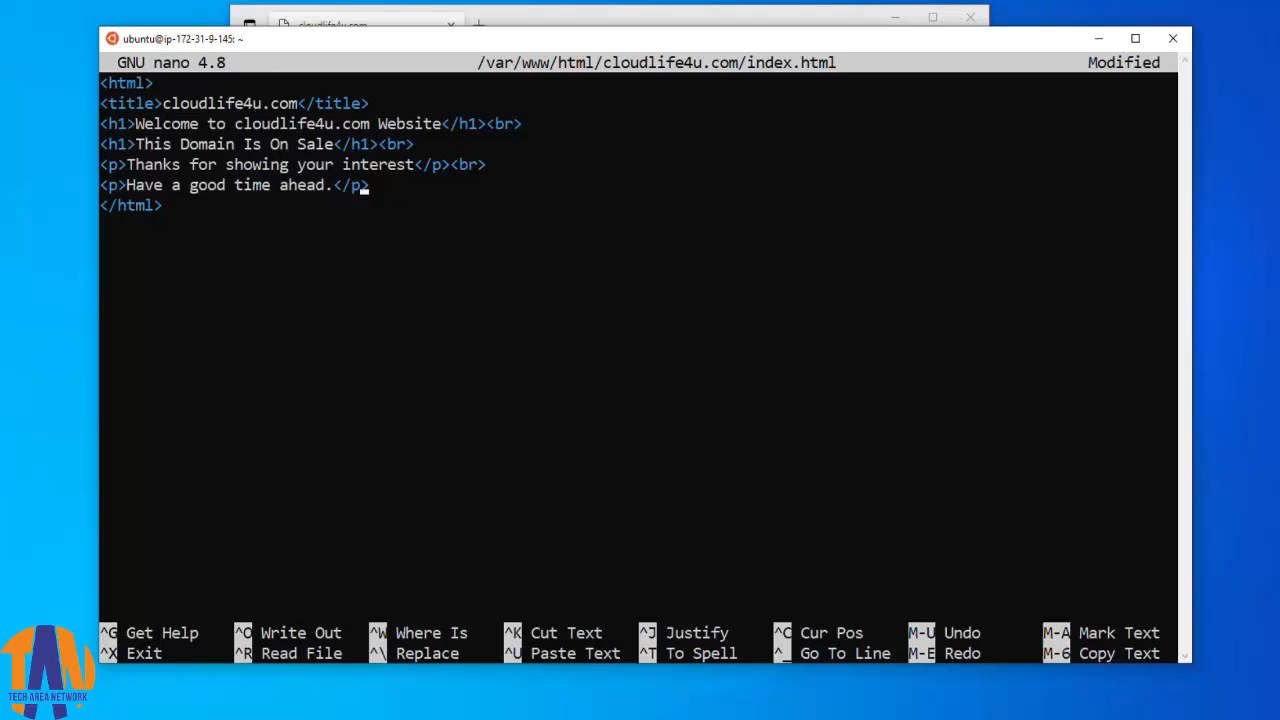 cloudlife4u.com
ubuntu@ip-172-31-9-145: ~
GNU nano 4.8 /var/www/html/cloudlife4u.com/index.html Modified
<html>
<title>cloudlife4u.com</title>
<h1>Welcome to cloudlife4u.com Website</h1><br>
<h1>This Domain Is On Sale</h1><br>
<p>Thanks for showing your interest</p><br>
<p>Have a good time ahead.</p>
</html>
^G Get Help ^O Write Out ^W Where Is ^K Cut Text ^J Justify ^C Cur Pos M-U Undo M-A Mark Text
^X Exit ^R Read File ^\ Replace ^U Paste Text ^T To Spell ^_ Go To Line M-E Redo M-6 Copy Text
TAN
TECH AREA NETWORK